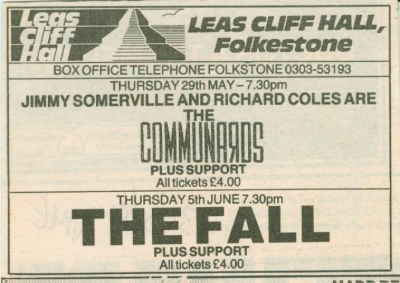 Leas
Cliff
Hall
LEAS CLIFF HALL,
Folkestone
BOX OFFICE TELEPHONE FOLKSTONE 0303-53193
THURSDAY 29th MAY – 7.30pm
JIMMY SOMERVILLE AND RICHARD COLES ARE
THE
COMMUNARDS
PLUS SUPPORT
All tickets £4.00
THURSDAY 5th JUNE 7.30pm
THE FALL
PLUS SUPPORT
All tickets £4.00